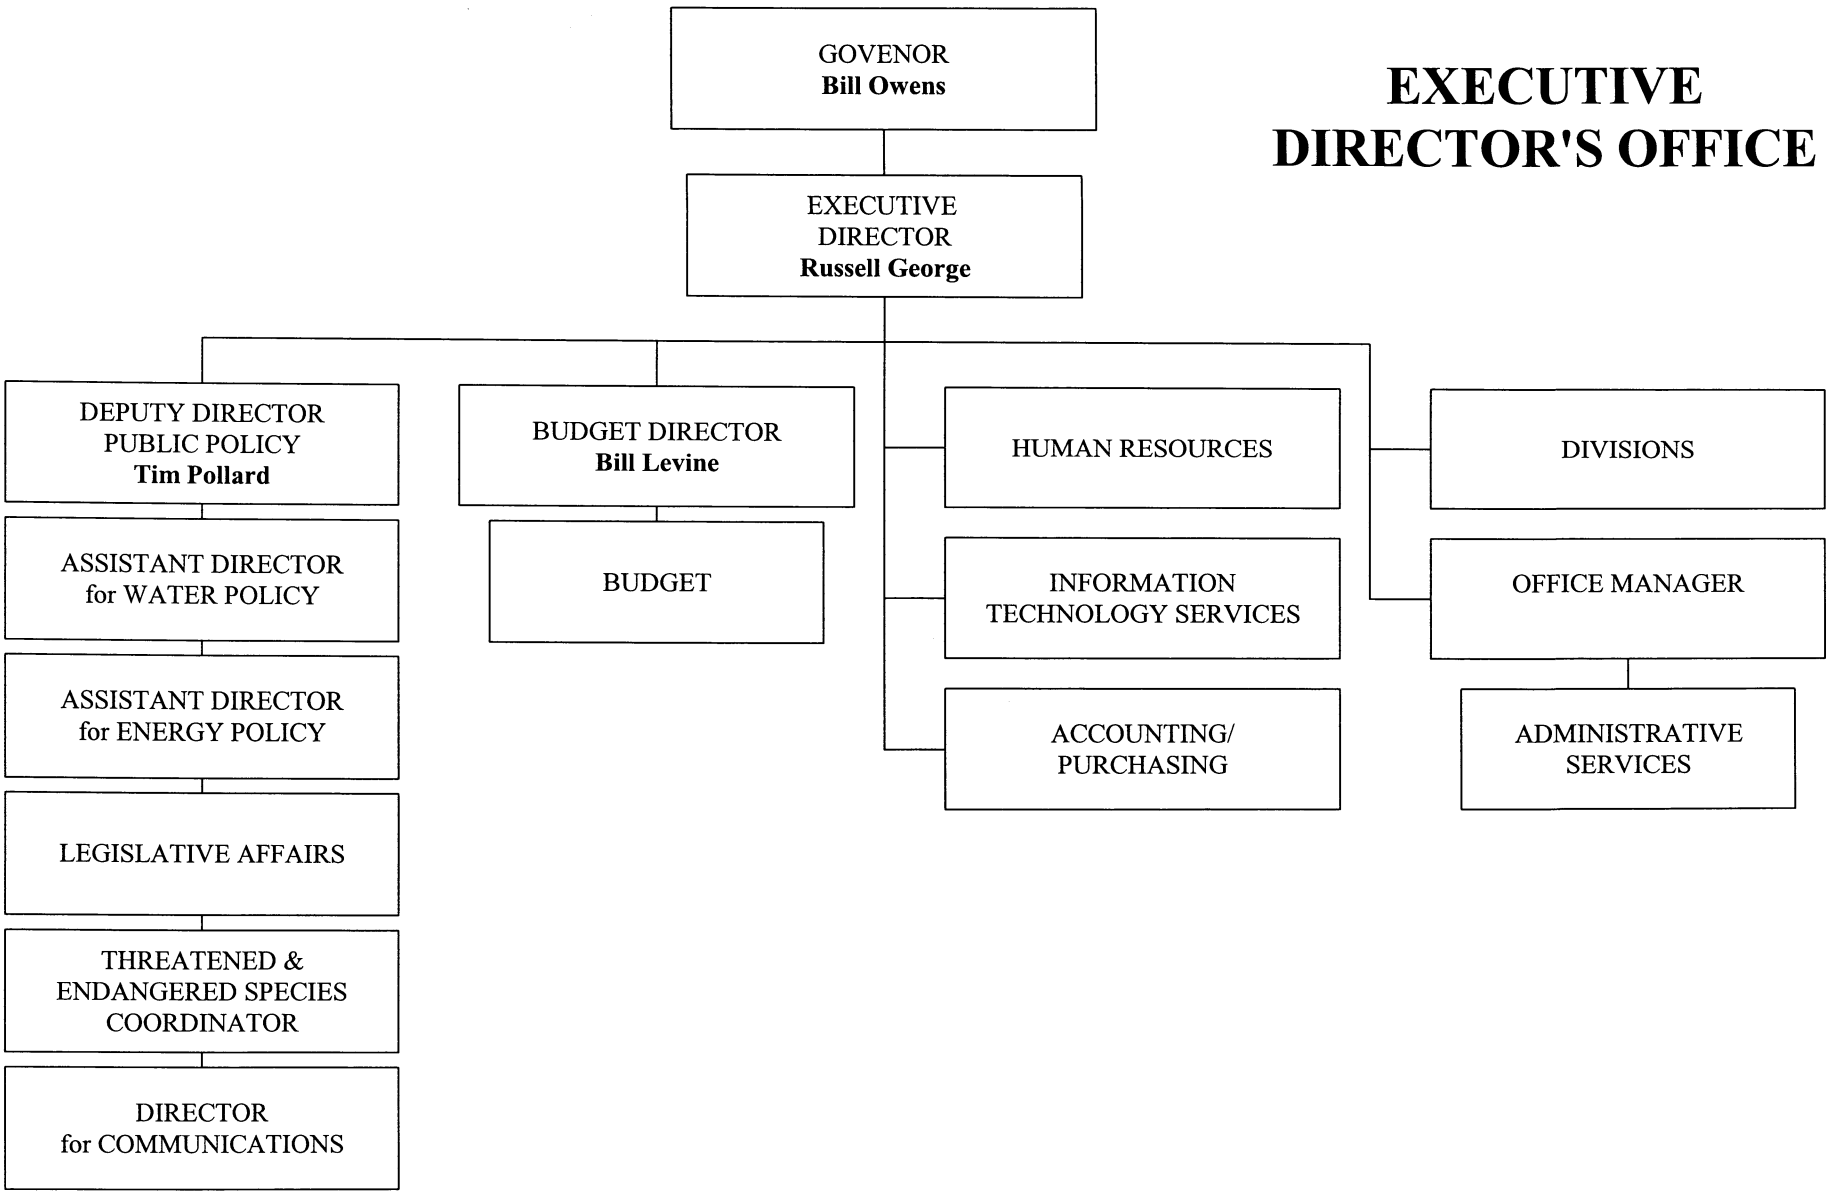 GOVENOR
Bill Owens
EXECUTIVE
DIRECTOR'S OFFICE
EXECUTIVE
DIRECTOR
Russell George
DEPUTY DIRECTOR
PUBLIC POLICY
Tim Pollard
BUDGET DIRECTOR
Bill Levine
HUMAN RESOURCES
DIVISIONS
ASSISTANT DIRECTOR
for WATER POLICY
BUDGET
INFORMATION
TECHNOLOGY SERVICES
OFFICE MANAGER
ASSISTANT DIRECTOR
for ENERGY POLICY
ACCOUNTING/
PURCHASING
ADMINISTRATIVE
SERVICES
LEGISLATIVE AFFAIRS
THREATENED &
ENDANGERED SPECIES
COORDINATOR
DIRECTOR
for COMMUNICATIONS